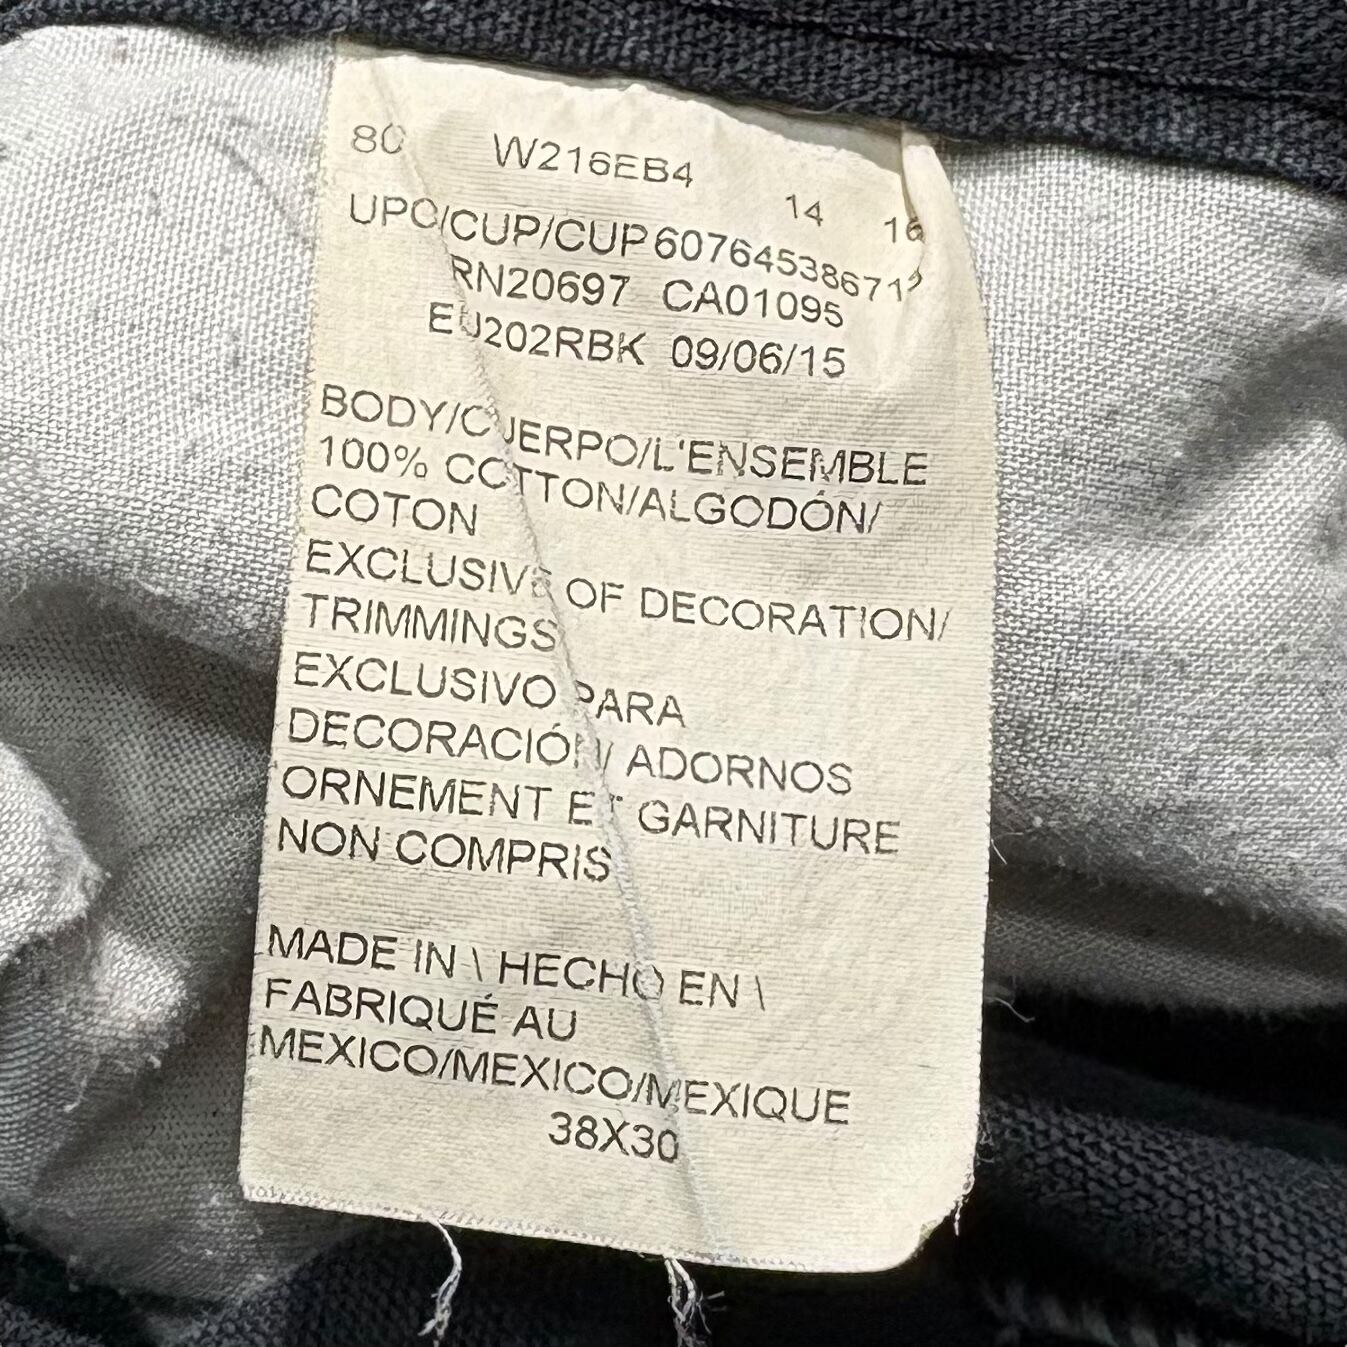 80 W216EB4
14 16
UPC/CUP/CUP
RN20697 CA01095
EU202RBK 09/06/15
BODY/CUERPO/L'ENSEMBLE
100% COTTON/ALGODÓN/
COTON
EXCLUSIVE OF DECORATION/
TRIMMINGS
EXCLUSIVO PARA
DECORACIÓN/ ADORNOS
ORNEMENT ET GARNITURE
NON COMPRIS
MADE IN \ HECHO EN \
FABRIQUÉ AU
MEXICO/MEXICO/MEXIQUE
38X30